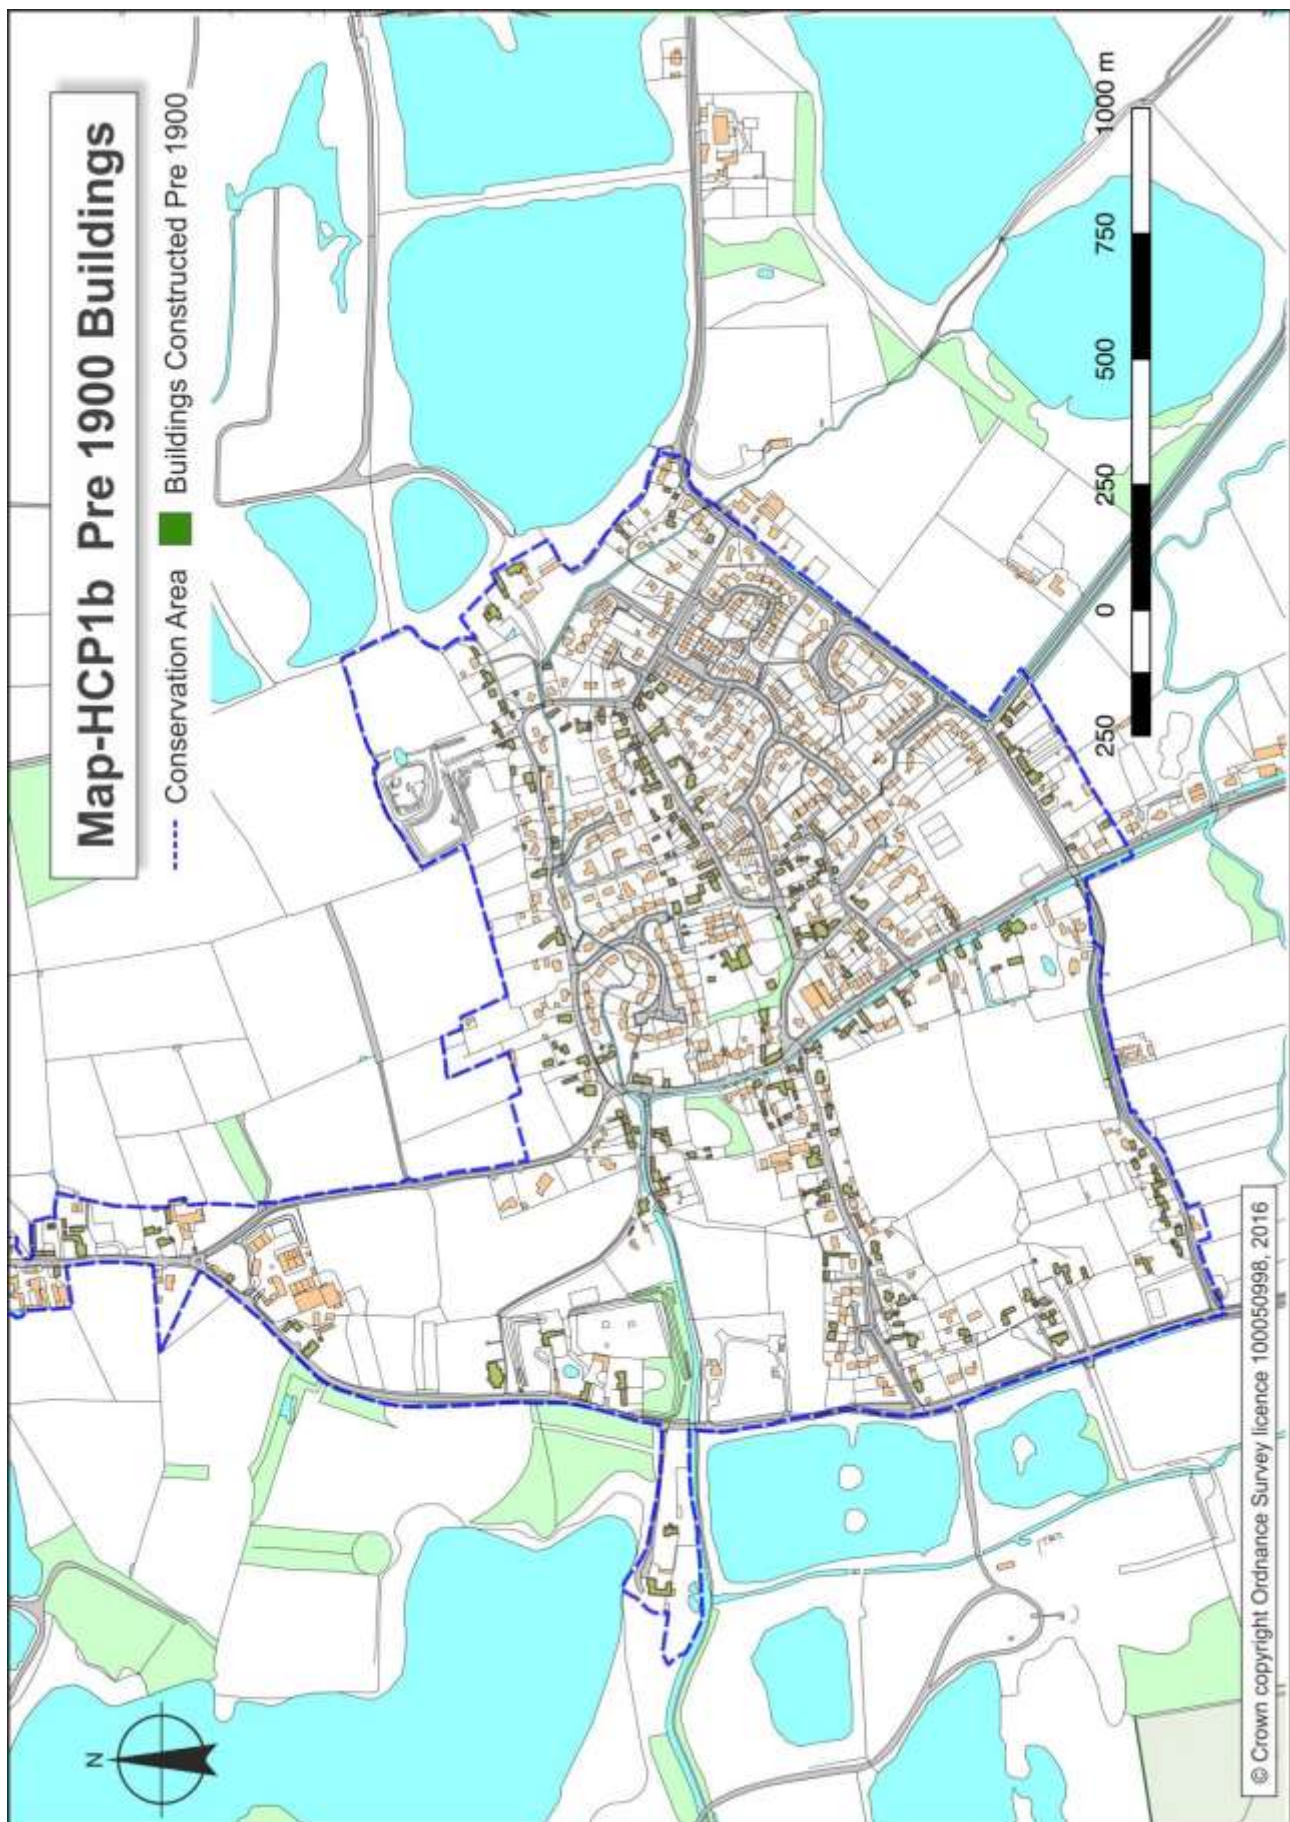 Map-HCP1b Pre 1900 Buildings
Conservation Area
Buildings Constructed Pre 1900
N
250 0 250 500 750 1000 m
© Crown copyright Ordnance Survey licence 100050998, 2016